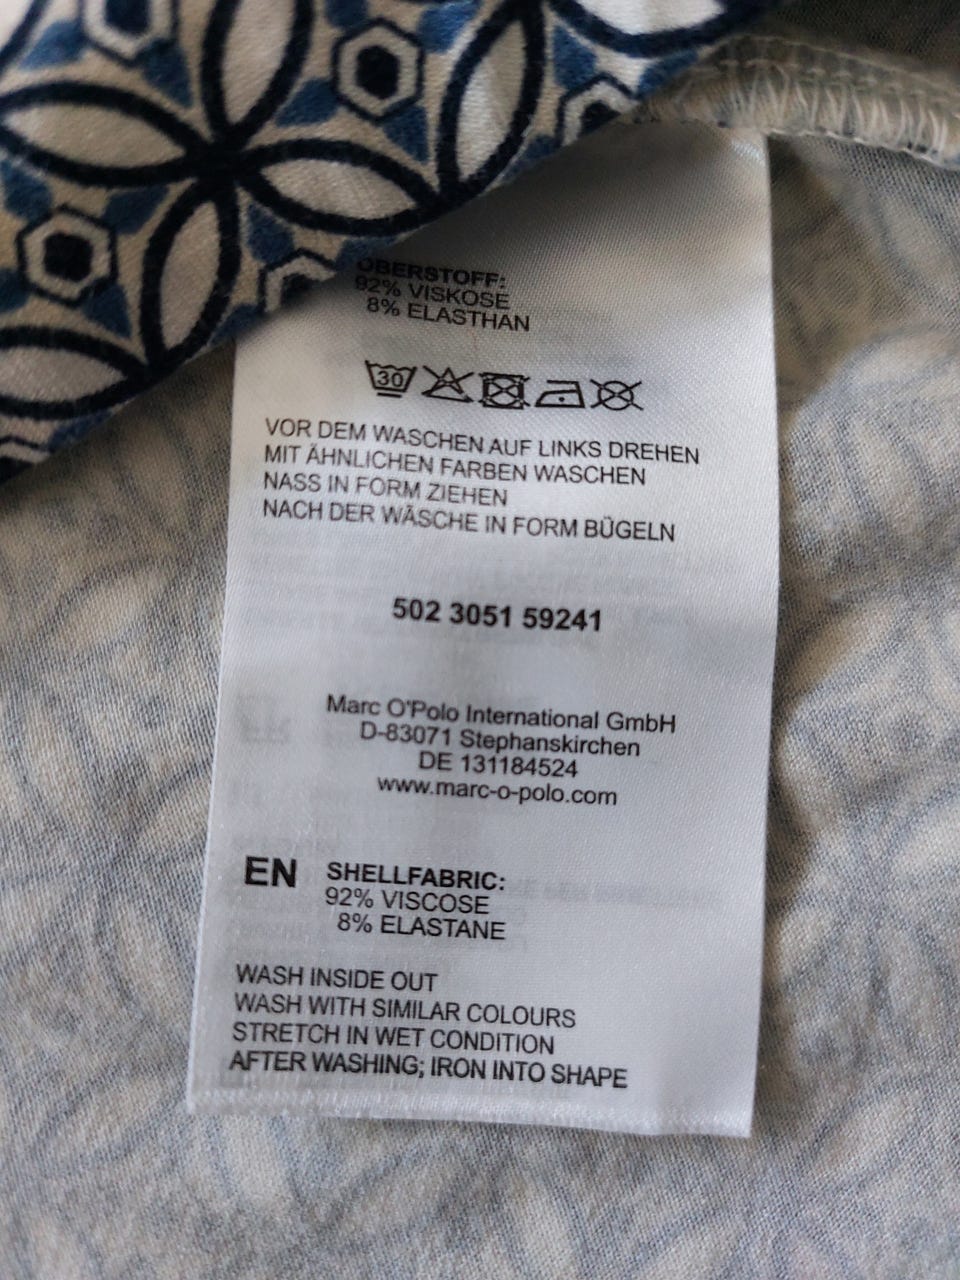 OBERSTOFF:
92% VISKOSE
8% ELASTHAN
30
VOR DEM WASCHEN AUF LINKS DREHEN
MIT ÄHNLICHEN FARBEN WASCHEN
NASS IN FORM ZIEHEN
NACH DER WÄSCHE IN FORM BÜGELN
502 3051 59241
Marc O'Polo International GmbH
D-83071 Stephanskirchen
DE 131184524
www.marc-o-polo.com
EN SHELLFABRIC:
92% VISCOSE
8% ELASTANE
WASH INSIDE OUT
WASH WITH SIMILAR COLOURS
STRETCH IN WET CONDITION
AFTER WASHING; IRON INTO SHAPE